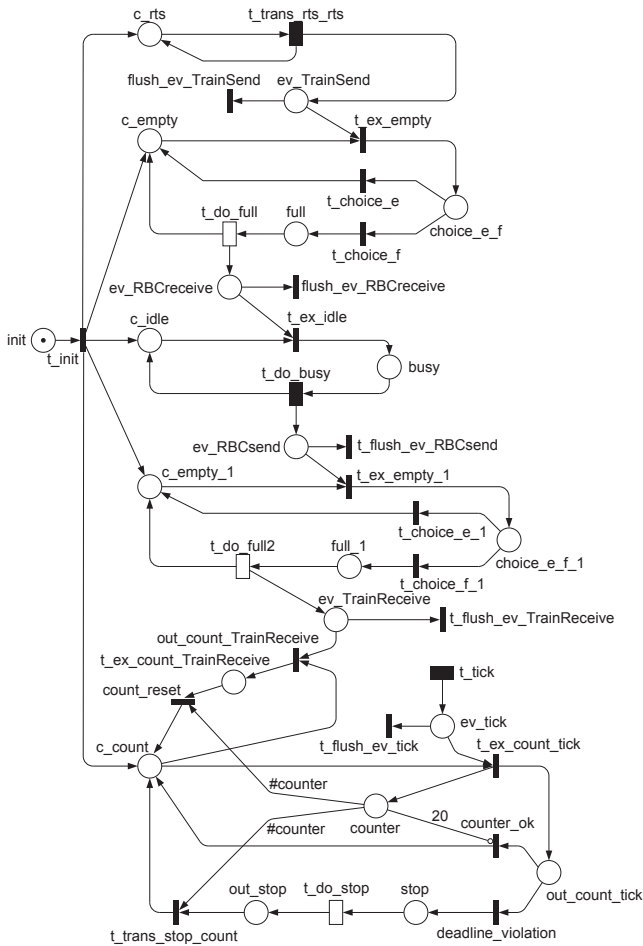 c_rts
t_trans_rts_rts
flush_ev_TrainSend
ev_TrainSend
c_empty
t_ex_empty
t_choice_e
t_do_full
full
choice_e_f
t_choice_f
ev_RBCreceive
flush_ev_RBCreceive
c_idle
t_ex_idle
init
t_init
busy
t_do_busy
ev_RBCsend
t_flush_ev_RBCsend
c_empty_1
t_ex_empty_1
t_choice_e_1
t_do_full2
full_1
choice_e_f_1
t_choice_f_1
ev_TrainReceive
t_flush_ev_TrainReceive
out_count_TrainReceive
t_ex_count_TrainReceive
t_tick
count_reset
ev_tick
c_count
t_flush_ev_tick
t_ex_count_tick
#counter
#counter
counter
20
counter_ok
out_stop
t_do_stop
stop
out_count_tick
t_trans_stop_count
deadline_violation